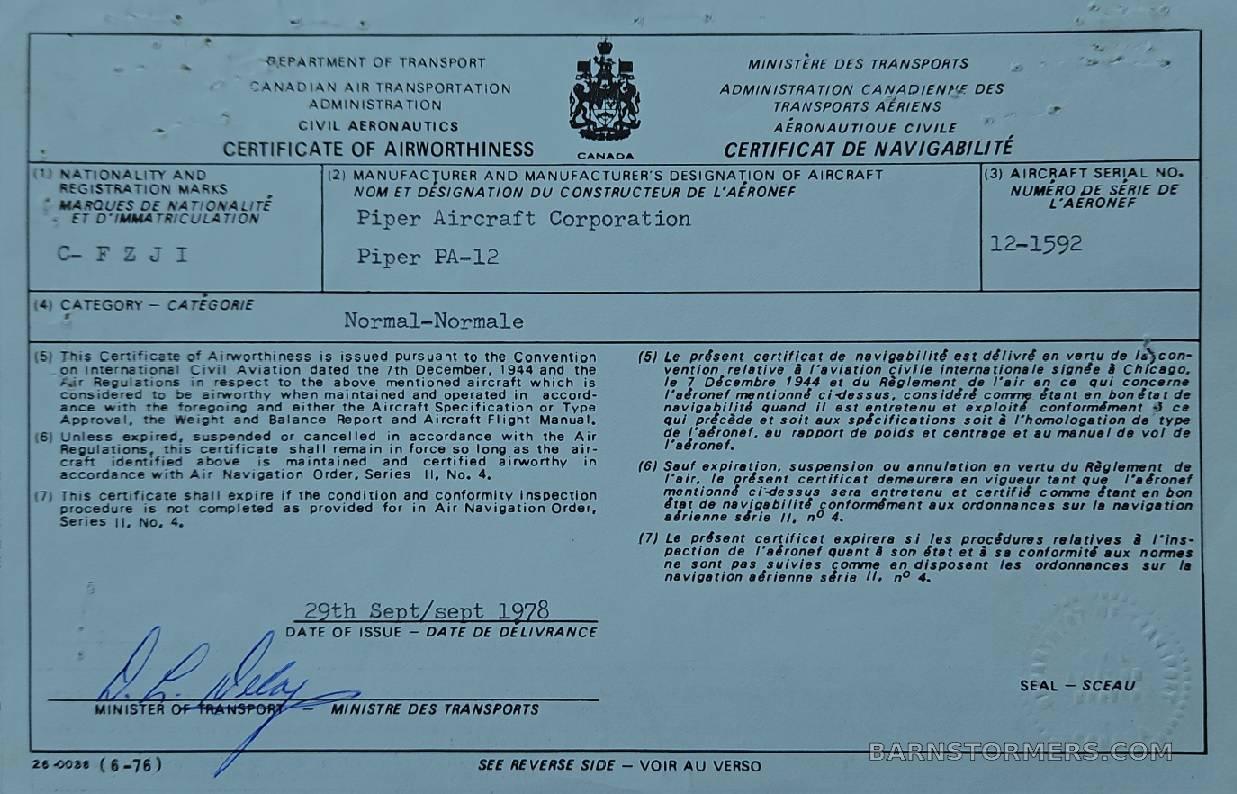 DEPARTMENT OF TRANSPORT
CANADIAN AIR TRANSPORTATION
ADMINISTRATION
CIVIL AERONAUTICS
CERTIFICATE OF AIRWORTHINESS
CANADA
MINISTÈRE DES TRANSPORTS
ADMINISTRATION CANADIENNE DES
TRANSPORTS AÉRIENS
AÉRONAUTIQUE CIVILE
CERTIFICAT DE NAVIGABILITÉ
(1) NATIONALITY AND
REGISTRATION MARKS
MARQUES DE NATIONALITÉ
ET D'IMMATRICULATION
C- F Z J I
(2) MANUFACTURER AND MANUFACTURER'S DESIGNATION OF AIRCRAFT
NOM ET DÉSIGNATION DU CONSTRUCTEUR DE L'AÉRONEF
Piper Aircraft Corporation
Piper PA-12
(3) AIRCRAFT SERIAL NO.
NUMÉRO DE SÉRIE DE
L'AÉRONEF
12-1592
(4) CATEGORY — CATÉGORIE
Normal-Normale
(5) This Certificate of Airworthiness is issued pursuant to the Convention
on International Civil Aviation dated the 7th December, 1944 and the
Air Regulations in respect to the above mentioned aircraft which is
considered to be airworthy when maintained and operated in accord-
ance with the foregoing and either the Aircraft Specification or Type
Approval, the Weight and Balance Report and Aircraft Flight Manual.
(6) Unless expired, suspended or cancelled in accordance with the Air
Regulations, this certificate shall remain in force so long as the air-
craft identified above is maintained and certified airworthy in
accordance with Air Navigation Order, Series II, No. 4.
(7) This certificate shall expire if the condition and conformity inspection
procedure is not completed as provided for in Air Navigation Order,
Series II, No. 4.
(5) Le présent certificat de navigabilité est délivré en vertu de la con-
vention relative à l'aviation civile internationale signée à Chicago,
le 7 Décembre 1944 et du Règlement de l'air en ce qui concerne
l'aéronef mentionné ci-dessus, considéré comme étant en bon état de
navigabilité quand il est entretenu et exploité conformément à ce
qui précède et soit aux spécifications soit à l'homologation de type
de l'aéronef, au rapport de poids et centrage et au manuel de vol de
l'aéronef.
(6) Sauf expiration, suspension ou annulation en vertu du Règlement de
l'air, le présent certificat demeurera en vigueur tant que l'aéronef
mentionné ci-dessus sera entretenu et certifié comme étant en bon
état de navigabilité conformément aux ordonnances sur la navigation
aérienne série II, nº 4.
(7) Le présent certificat expirera si les procédures relatives à l'ins-
pection de l'aéronef quant à son état et à sa conformité aux normes
ne sont pas suivies comme en disposent les ordonnances sur la
navigation aérienne série II, nº 4.
29th Sept/sept 1978
DATE OF ISSUE — DATE DE DÉLIVRANCE
MINISTER OF TRANSPORT — MINISTRE DES TRANSPORTS
SEAL — SCEAU
26-0038 (6-76)
SEE REVERSE SIDE — VOIR AU VERSO
BARNSTORMERS.COM